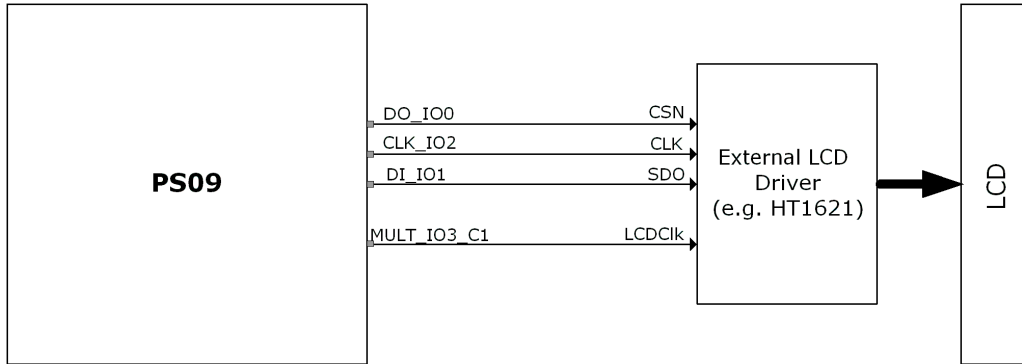 PS09
DO_IO0
CSN
CLK_IO2
CLK
DI_IO1
SDO
MULT_IO3_C1
LCDClk
External LCD
Driver
(e.g. HT1621)
LCD